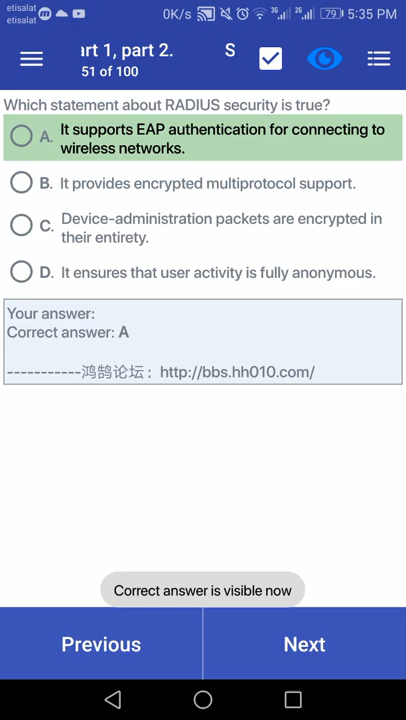 etisalat
etisalat
0K/s 3G 2G 79 5:35 PM
art 1, part 2. S
51 of 100
Which statement about RADIUS security is true?
A. It supports EAP authentication for connecting to
wireless networks.
B. It provides encrypted multiprotocol support.
C. Device-administration packets are encrypted in
their entirety.
D. It ensures that user activity is fully anonymous.
Your answer:
Correct answer: A
-----------鸿鹄论坛： http://bbs.hh010.com/
Correct answer is visible now
Previous Next